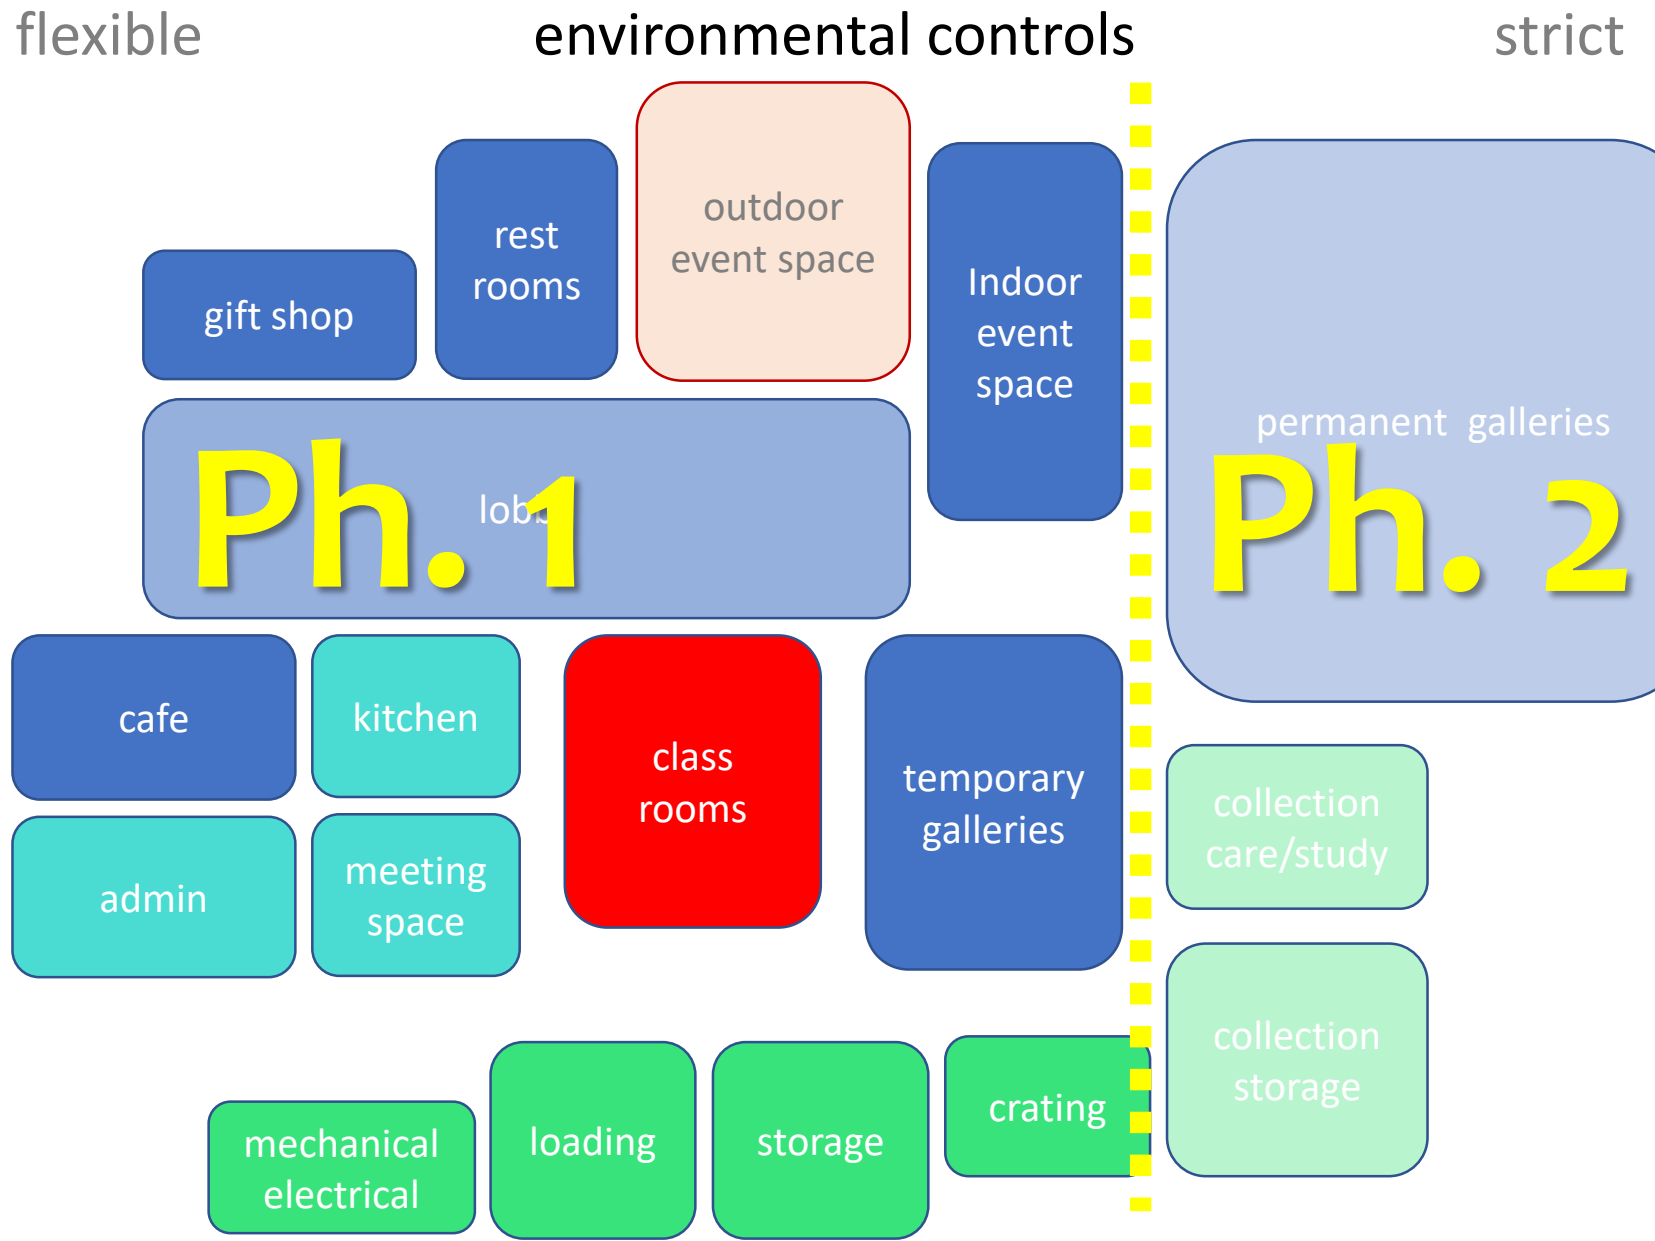 flexible environmental controls strict
outdoor
event space
rest
rooms
Indoor
event
space
gift shop
permanent galleries
Ph. 1
Ph. 2
cafe
kitchen
class
rooms
temporary
galleries
collection
care/study
admin
meeting
space
collection
storage
mechanical
electrical
loading
storage
crating